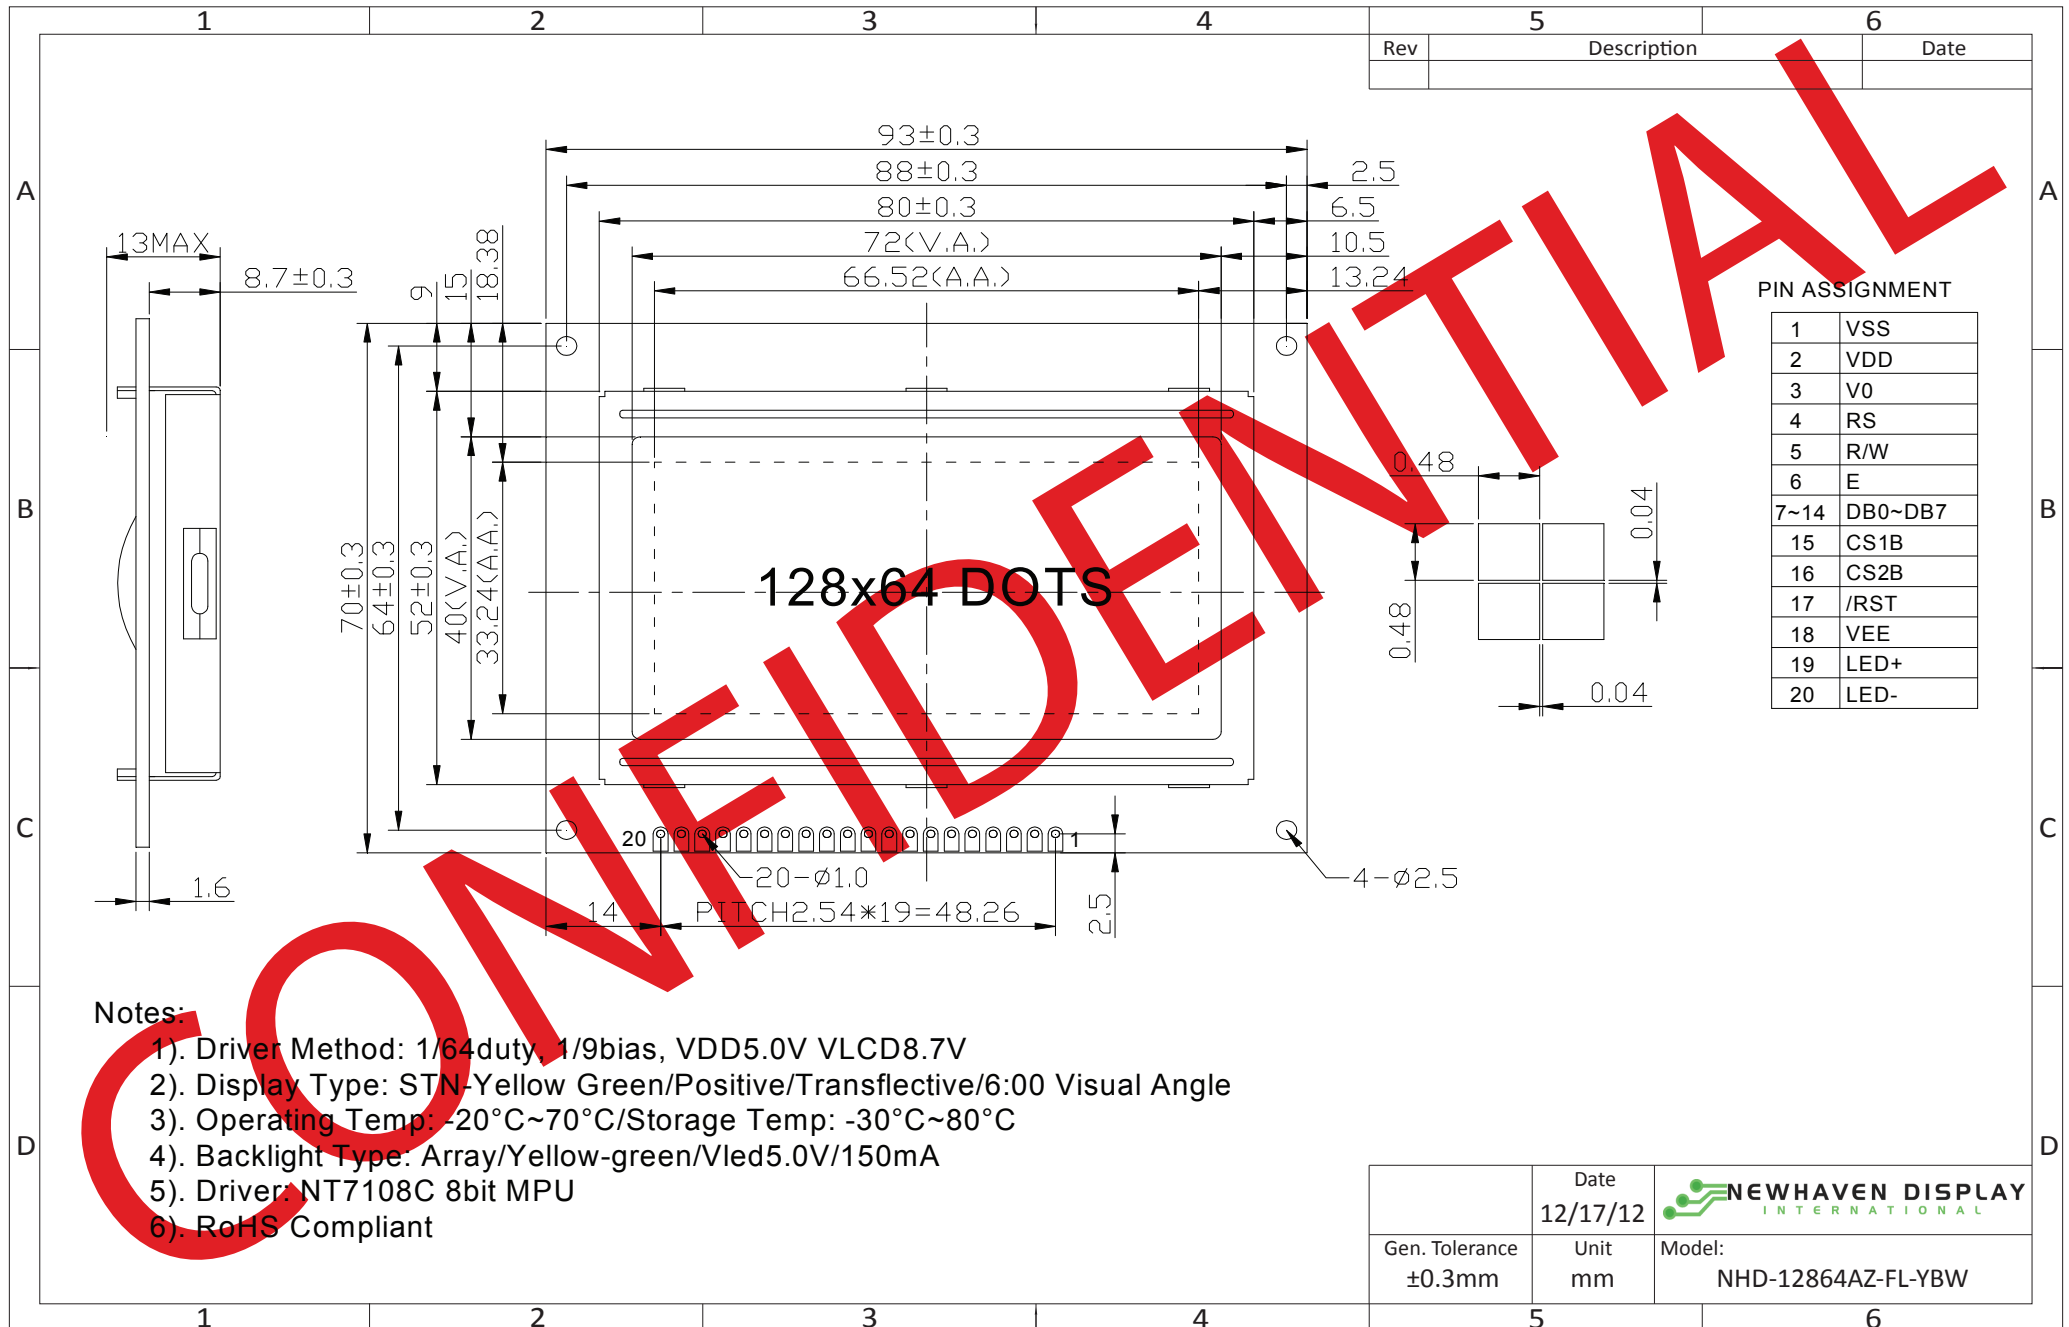 1 2 3 4 5 6
Rev Description Date
A A
B B
C C
D D
93±0.3
88±0.3 2.5
80±0.3 6.5
72(V.A.) 10.5
66.52(A.A.) 13.24
13MAX
8.7±0.3
9
15
18.38
70±0.3
64±0.3
52±0.3
40(V.A.)
33.24(A.A.)
128x64 DOTS
0.48
0.04
0.48
0.04
20 1
20-Ø1.0
4-Ø2.5
14 PITCH2.54*19=48.26
2.5
1.6
PIN ASSIGNMENT
1 VSS
2 VDD
3 V0
4 RS
5 R/W
6 E
7~14 DB0~DB7
15 CS1B
16 CS2B
17 /RST
18 VEE
19 LED+
20 LED-
CONFIDENTIAL
Notes:
1). Driver Method: 1/64duty, 1/9bias, VDD5.0V VLCD8.7V
2). Display Type: STN-Yellow Green/Positive/Transflective/6:00 Visual Angle
3). Operating Temp: -20°C~70°C/Storage Temp: -30°C~80°C
4). Backlight Type: Array/Yellow-green/Vled5.0V/150mA
5). Driver: NT7108C 8bit MPU
6). RoHS Compliant
Date
12/17/12
NEWHAVEN DISPLAY
INTERNATIONAL
Gen. Tolerance
±0.3mm
Unit
mm
Model:
NHD-12864AZ-FL-YBW
1 2 3 4 5 6